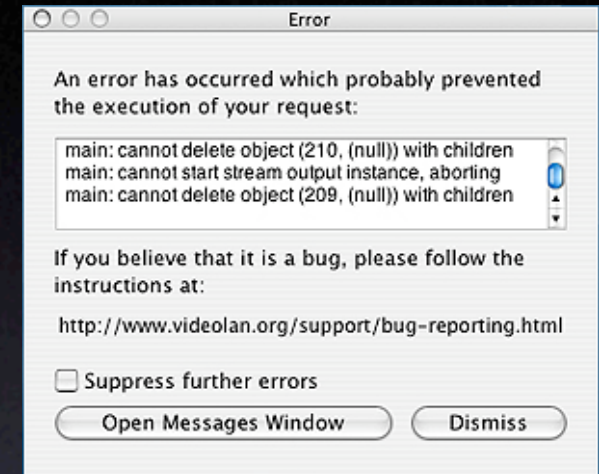 Error
An error has occurred which probably prevented
the execution of your request:
main: cannot delete object (210, (null)) with children
main: cannot start stream output instance, aborting
main: cannot delete object (209, (null)) with children
If you believe that it is a bug, please follow the
instructions at:
http://www.videolan.org/support/bug-reporting.html
Suppress further errors
Open Messages Window
Dismiss